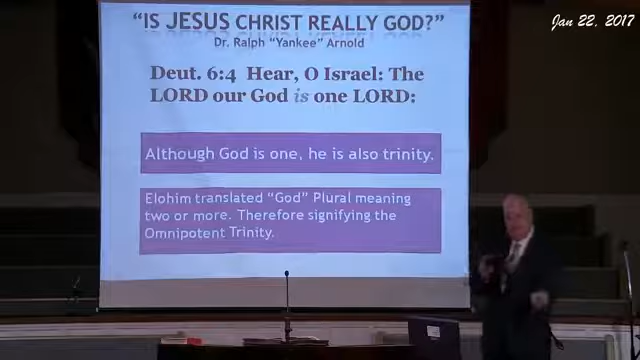 Jan 22, 2017
“IS JESUS CHRIST REALLY GOD?”
Dr. Ralph “Yankee” Arnold
Deut. 6:4 Hear, O Israel: The
LORD our God is one LORD:
Although God is one, he is also trinity.
Elohim translated “God” Plural meaning
two or more. Therefore signifying the
Omnipotent Trinity.